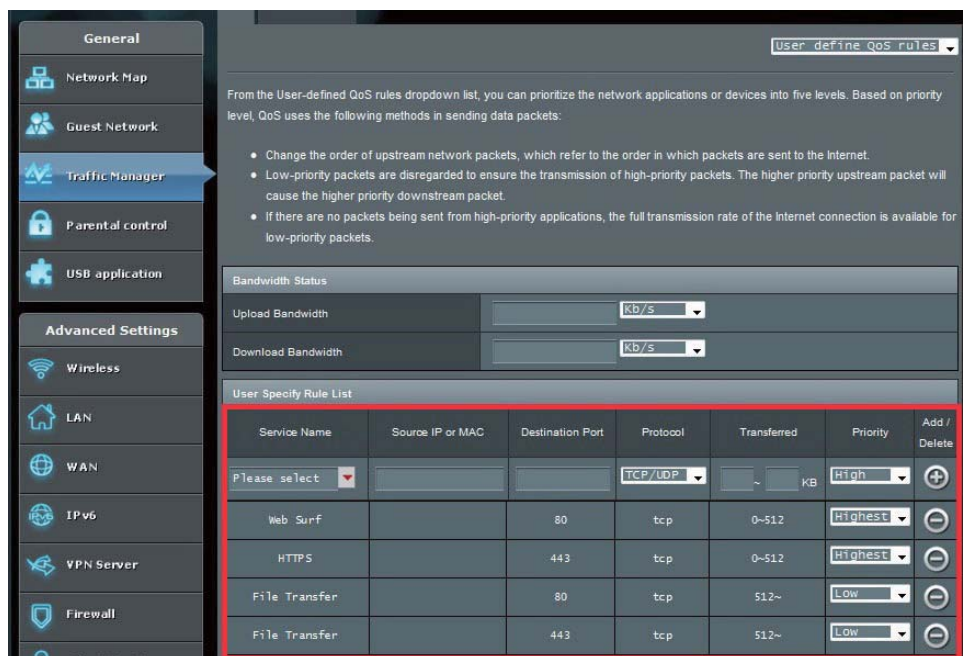 General
Network Map
Guest Network
Traffic Manager
Parental control
USB application
Advanced Settings
Wireless
LAN
WAN
IPv6
VPN Server
Firewall
User define QoS rules
From the User-defined QoS rules dropdown list, you can prioritize the network applications or devices into five levels. Based on priority
level, QoS uses the following methods in sending data packets:
● Change the order of upstream network packets, which refer to the order in which packets are sent to the Internet.
● Low-priority packets are disregarded to ensure the transmission of high-priority packets. The higher priority upstream packet will
cause the higher priority downstream packet.
● If there are no packets being sent from high-priority applications, the full transmission rate of the Internet connection is available for
low-priority packets.
Bandwidth Status
Upload Bandwidth Kb/s
Download Bandwidth Kb/s
User Specify Rule List
Service Name Source IP or MAC Destination Port Protocol Transferred Priority Add / Delete
Please select TCP/UDP ~ KB High
Web Surf 80 tcp 0~512 Highest
HTTPS 443 tcp 0~512 Highest
File Transfer 80 tcp 512~ Low
File Transfer 443 tcp 512~ Low